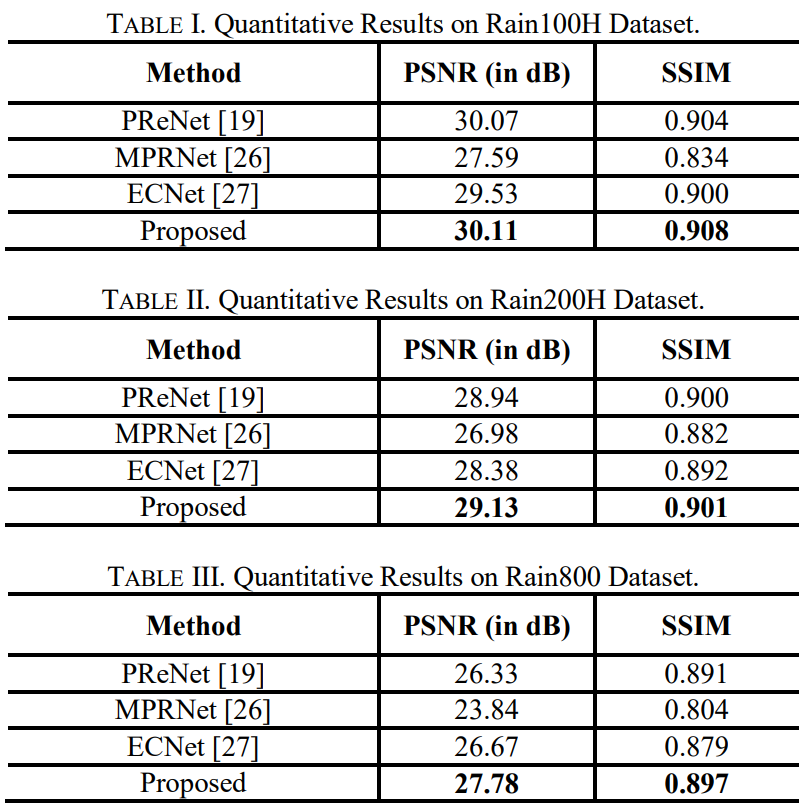 TABLE I. Quantitative Results on Rain100H Dataset.
Method PSNR (in dB) SSIM
PReNet [19] 30.07 0.904
MPRNet [26] 27.59 0.834
ECNet [27] 29.53 0.900
Proposed 30.11 0.908
TABLE II. Quantitative Results on Rain200H Dataset.
Method PSNR (in dB) SSIM
PReNet [19] 28.94 0.900
MPRNet [26] 26.98 0.882
ECNet [27] 28.38 0.892
Proposed 29.13 0.901
TABLE III. Quantitative Results on Rain800 Dataset.
Method PSNR (in dB) SSIM
PReNet [19] 26.33 0.891
MPRNet [26] 23.84 0.804
ECNet [27] 26.67 0.879
Proposed 27.78 0.897